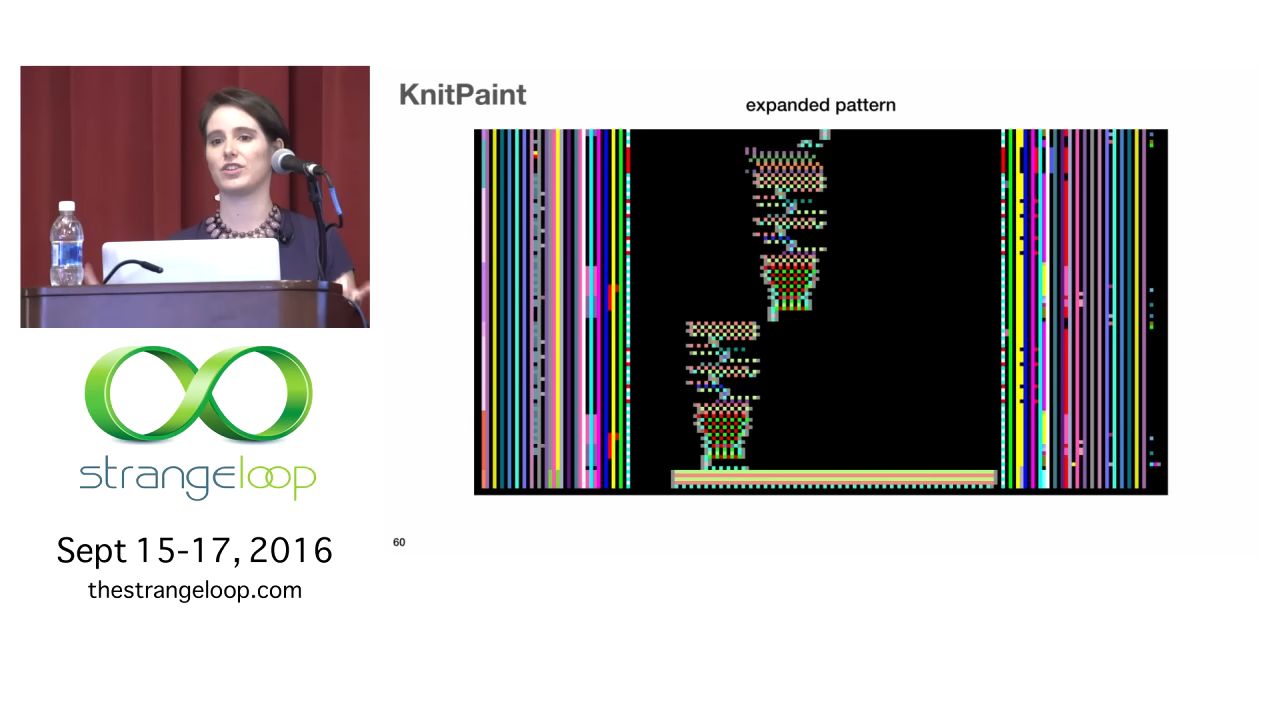 KnitPaint
expanded pattern
strangeloop
Sept 15-17, 2016
thestrangeloop.com
60